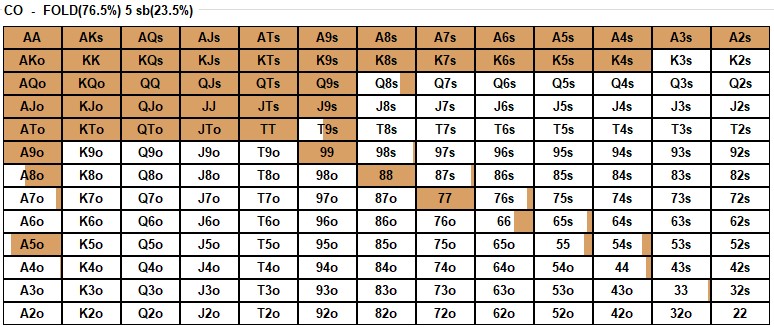 CO - FOLD(76.5%) 5 sb(23.5%)
AA AKs AQs AJs ATs A9s A8s A7s A6s A5s A4s A3s A2s
AKo KK KQs KJs KTs K9s K8s K7s K6s K5s K4s K3s K2s
AQo KQo QQ QJs QTs Q9s Q8s Q7s Q6s Q5s Q4s Q3s Q2s
AJo KJo QJo JJ JTs J9s J8s J7s J6s J5s J4s J3s J2s
ATo KTo QTo JTo TT T9s T8s T7s T6s T5s T4s T3s T2s
A9o K9o Q9o J9o T9o 99 98s 97s 96s 95s 94s 93s 92s
A8o K8o Q8o J8o T8o 98o 88 87s 86s 85s 84s 83s 82s
A7o K7o Q7o J7o T7o 97o 87o 77 76s 75s 74s 73s 72s
A6o K6o Q6o J6o T6o 96o 86o 76o 66 65s 64s 63s 62s
A5o K5o Q5o J5o T5o 95o 85o 75o 65o 55 54s 53s 52s
A4o K4o Q4o J4o T4o 94o 84o 74o 64o 54o 44 43s 42s
A3o K3o Q3o J3o T3o 93o 83o 73o 63o 53o 43o 33 32s
A2o K2o Q2o J2o T2o 92o 82o 72o 62o 52o 42o 32o 22